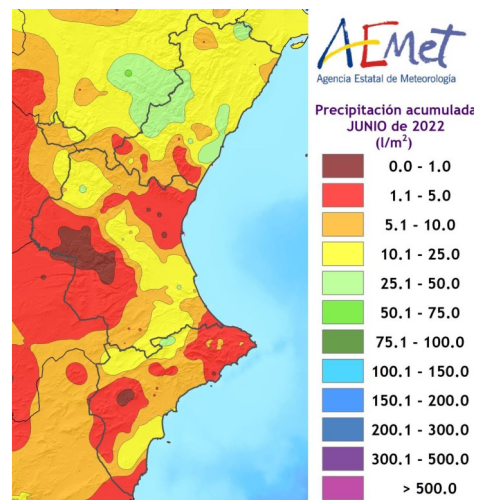 AEMet
Agencia Estatal de Meteorología
Precipitación acumulada
JUNIO de 2022
(l/m²)
0.0 - 1.0
1.1 - 5.0
5.1 - 10.0
10.1 - 25.0
25.1 - 50.0
50.1 - 75.0
75.1 - 100.0
100.1 - 150.0
150.1 - 200.0
200.1 - 300.0
300.1 - 500.0
> 500.0